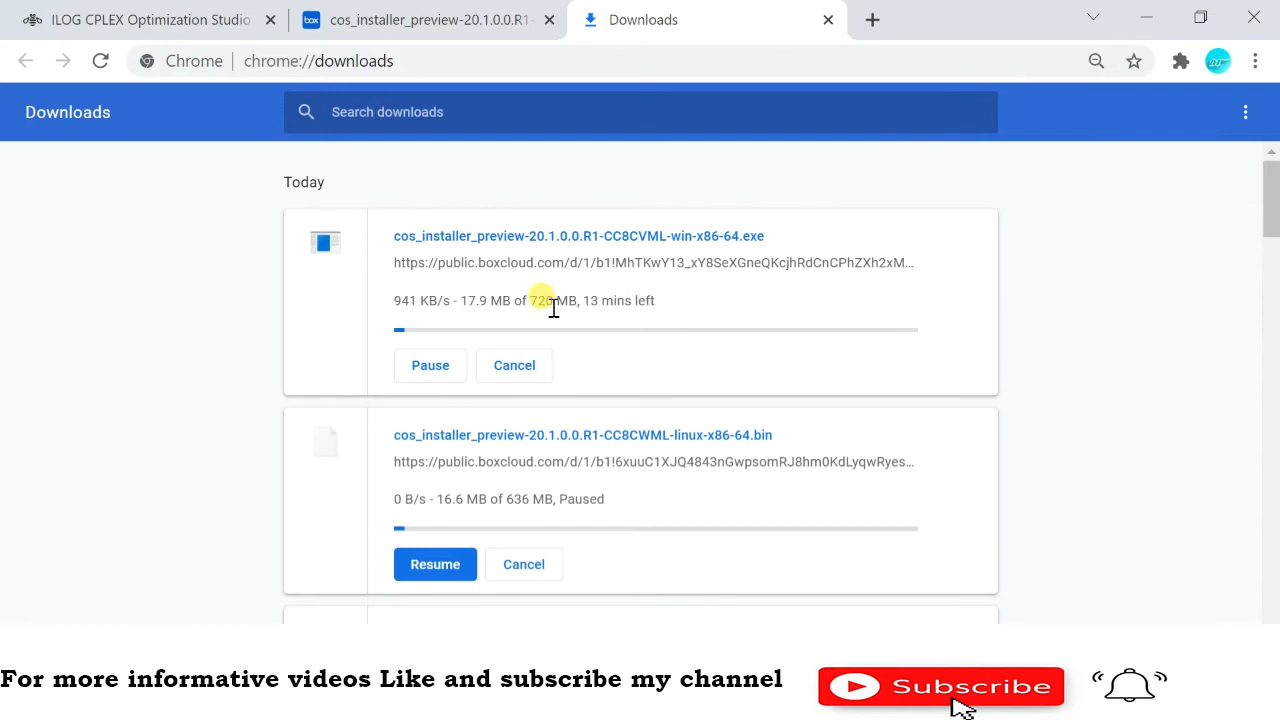 ILOG CPLEX Optimization Studio
box cos_installer_preview-20.1.0.0.R1-
Downloads
Chrome chrome://downloads
Downloads
Search downloads
Today
cos_installer_preview-20.1.0.0.R1-CC8CVML-win-x86-64.exe
https://public.boxcloud.com/d/1/b1!MhTKwY13_xY8SeXGneQKcjhRdCnCPhZXh2xM...
941 KB/s - 17.9 MB of 720 MB, 13 mins left
Pause Cancel
cos_installer_preview-20.1.0.0.R1-CC8CWML-linux-x86-64.bin
https://public.boxcloud.com/d/1/b1!6xuuC1XJQ4843nGwpsomRJ8hm0KdLyqwRyes...
0 B/s - 16.6 MB of 636 MB, Paused
Resume Cancel
For more informative videos Like and subscribe my channel
Subscribe